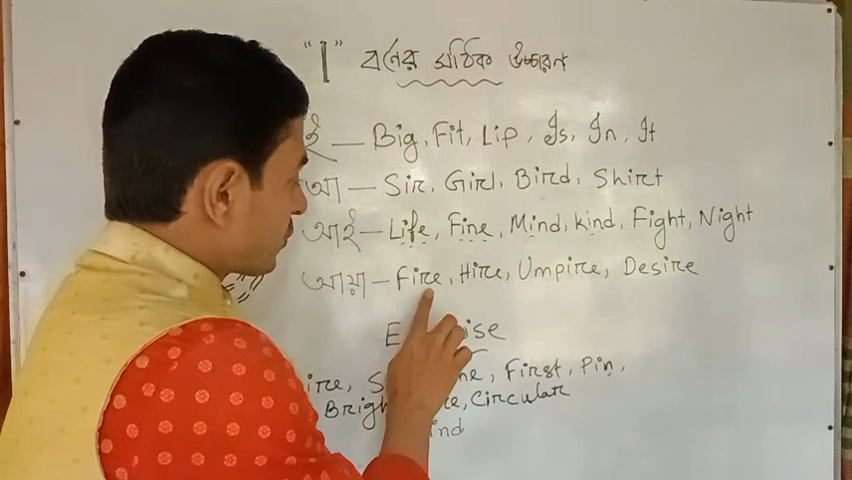 "I" বর্নের সঠিক উচ্চারণ
ই — Big, Fit, Lip, Is, In, It
আ — Sir, Girl, Bird, Shirt
আই — Life, Fine, Mind, kind, Fight, Night
আয়া — Fire, Hire, Umpire, Desire
First, Pin,
Circular